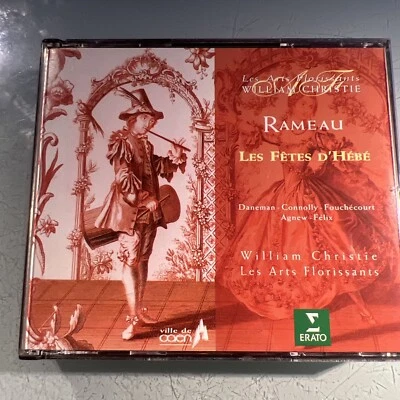 Les Arts Florissants
WILLIAM CHRISTIE
RAMEAU
LES FÊTES D'HÉBÉ
Daneman · Connolly · Fouchécourt
Agnew · Félix
William Christie
Les Arts Florissants
ville de
caen
ERATO